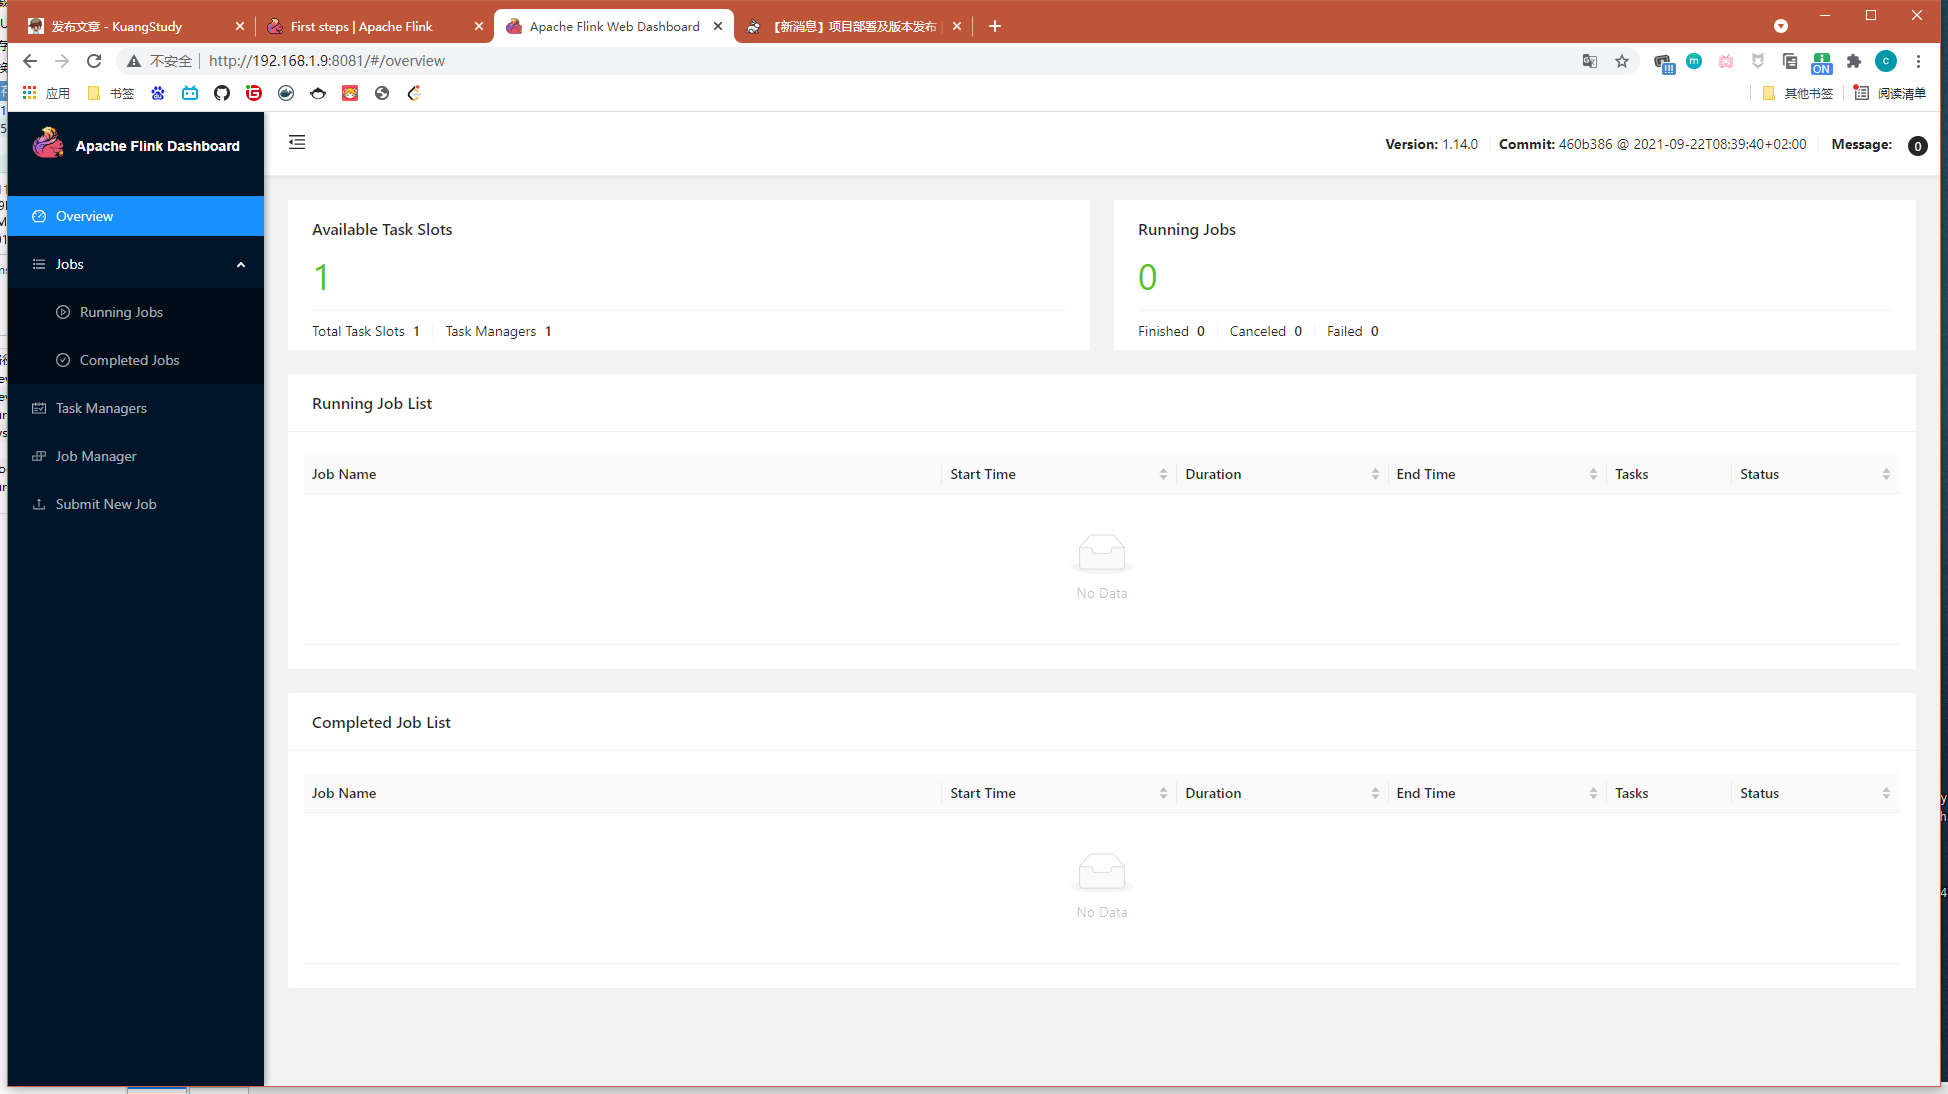 发布文章 - KuangStudy
First steps | Apache Flink
Apache Flink Web Dashboard
【新消息】项目部署及版本发布
不安全
http://192.168.1.9:8081/#/overview
ON
应用
书签
其他书签
阅读清单
Apache Flink Dashboard
Version: 1.14.0
Commit: 460b386 @ 2021-09-22T08:39:40+02:00
Message: 0
Overview
Jobs
Running Jobs
Completed Jobs
Task Managers
Job Manager
Submit New Job
Available Task Slots
1
Total Task Slots 1
Task Managers 1
Running Jobs
0
Finished 0
Canceled 0
Failed 0
Running Job List
Job Name Start Time Duration End Time Tasks Status
No Data
Completed Job List
Job Name Start Time Duration End Time Tasks Status
No Data